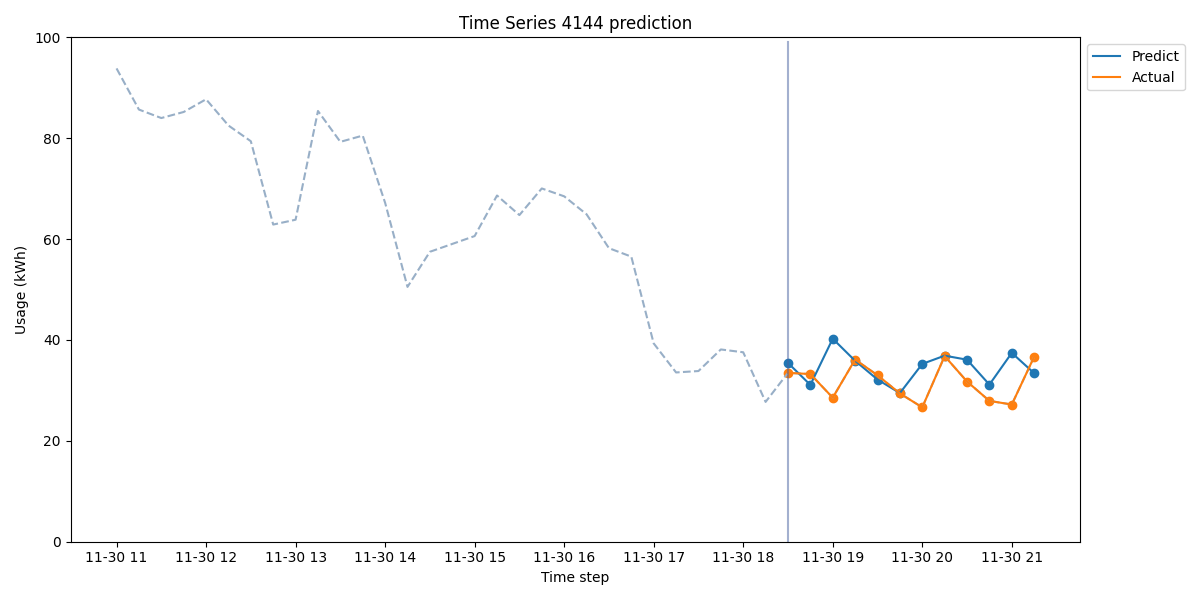 Time Series 4144 prediction
Predict
Actual
Usage (kWh)
100
80
60
40
20
0
11-30 11 11-30 12 11-30 13 11-30 14 11-30 15 11-30 16 11-30 17 11-30 18 11-30 19 11-30 20 11-30 21
Time step